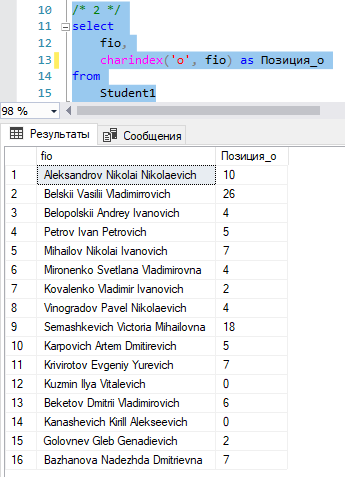 10 /* 2 */
11 select
12 fio,
13 charindex('o', fio) as Позиция_о
14 from
15 Student1
98 %
Результаты Сообщения
fio Позиция_о
1 Aleksandrov Nikolai Nikolaevich 10
2 Belskii Vasilii Vladimirrovich 26
3 Belopolskii Andrey Ivanovich 4
4 Petrov Ivan Petrovich 5
5 Mihailov Nikolai Ivanovich 7
6 Mironenko Svetlana Vladimirovna 4
7 Kovalenko Vladimir Ivanovich 2
8 Vinogradov Pavel Nikolaevich 4
9 Semashkevich Victoria Mihailovna 18
10 Karpovich Artem Dmitirevich 5
11 Krivirotov Evgeniy Yurevich 7
12 Kuzmin Ilya Vitalevich 0
13 Beketov Dmitrii Vladimirovich 6
14 Kanashevich Kirill Alekseevich 0
15 Golovnev Gleb Genadievich 2
16 Bazhanova Nadezhda Dmitrievna 7